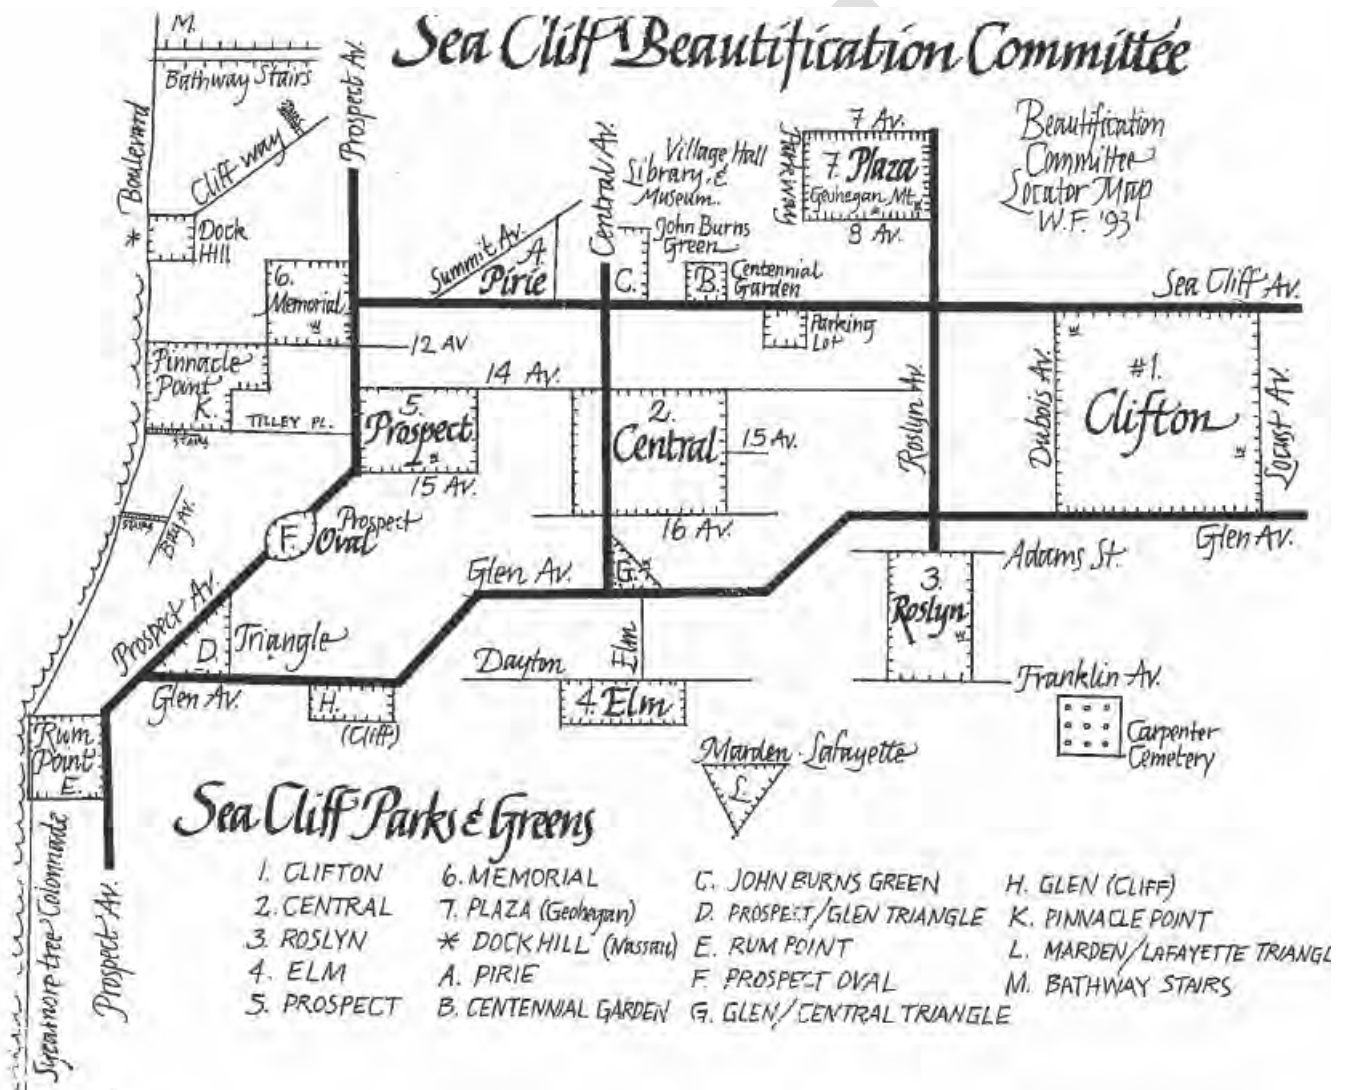 Sea Cliff Beautification Committee
M.
Bathway Stairs
Prospect Av.
* Boulevard
Cliff-way
STAIRS
Dock
Hill
6.
Memorial
Summit Av.
A.
Pirie
Central Av.
Village Hall
Library, &
Museum.
John Burns
Green
C.
B.
Centennial
Garden
Parkway
7 Av.
7. Plaza
Geohegan Mt.
8 Av.
Beautification
Committee
Locator Map
W.F. '93
Sea Cliff Av.
Parking
Lot
12 AV
Pinnacle
Point
K.
TILLEY PL.
STAIRS
14 Av.
5.
Prospect
15 Av.
2.
Central
15 Av.
16 Av.
Roslyn Av.
Dubois Av.
#1.
Clifton
Locust Av.
Glen Av.
STAIRS
Bay Av.
F.
Prospect
Oval
Glen Av.
G.
Adams St.
3.
Roslyn
Prospect Av.
D.
Triangle
Glen Av.
H.
(Cliff)
Dayton
Elm
4. Elm
Franklin Av.
Carpenter
Cemetery
Marden - Lafayette
L.
Rum
Point
E.
Sycamore tree Colonnade
Prospect Av.
Sea Cliff Parks & Greens
1. CLIFTON
2. CENTRAL
3. ROSLYN
4. ELM
5. PROSPECT
6. MEMORIAL
7. PLAZA (Geohegan)
* DOCK HILL (Nassau)
A. PIRIE
B. CENTENNIAL GARDEN
C. JOHN BURNS GREEN
D. PROSPECT/GLEN TRIANGLE
E. RUM POINT
F. PROSPECT OVAL
G. GLEN/CENTRAL TRIANGLE
H. GLEN (CLIFF)
K. PINNACLE POINT
L. MARDEN/LAFAYETTE TRIANGL
M. BATHWAY STAIRS